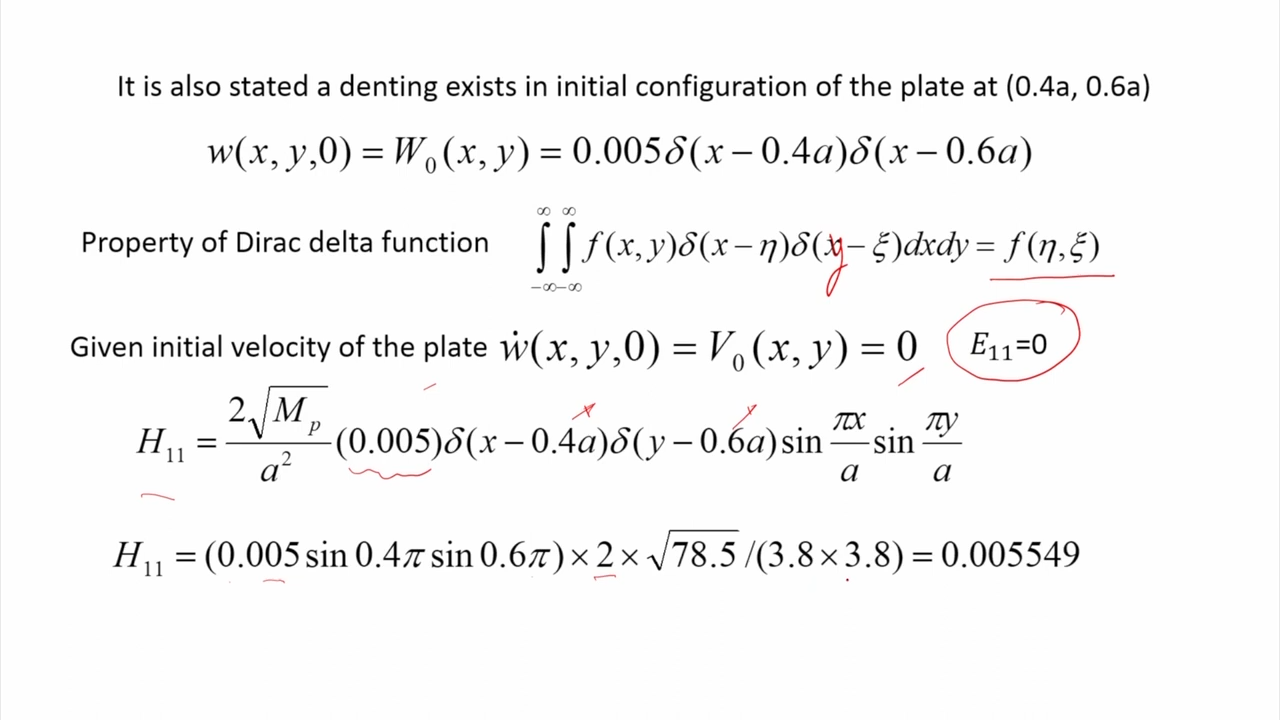 It is also stated a denting exists in initial configuration of the plate at (0.4a, 0.6a)
w(x, y,0) = W₀(x, y) = 0.005δ(x − 0.4a)δ(x − 0.6a)
Property of Dirac delta function ∫_{−∞}^{∞} ∫_{−∞}^{∞} f(x, y)δ(x − η)δ(y − ξ)dxdy = f(η, ξ)
Given initial velocity of the plate ẇ(x, y,0) = V₀(x, y) = 0 E₁₁=0
H₁₁ = 2√M_p / a² (0.005)δ(x − 0.4a)δ(y − 0.6a) sin πx/a sin πy/a
H₁₁ = (0.005 sin 0.4π sin 0.6π) × 2 × √78.5 /(3.8 × 3.8) = 0.005549